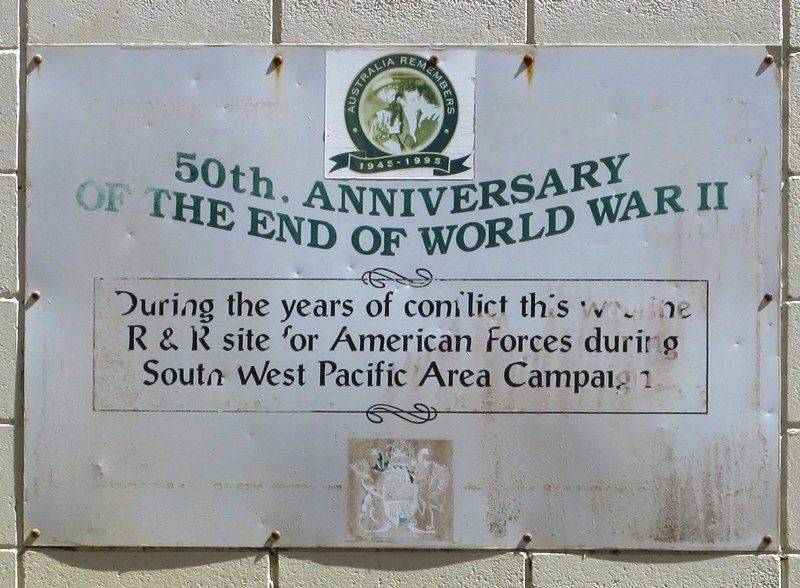 AUSTRALIA REMEMBERS
1945-1995
50th. ANNIVERSARY
OF THE END OF WORLD WAR II
During the years of conflict this was the
R & R site for American Forces during
South West Pacific Area Campaign